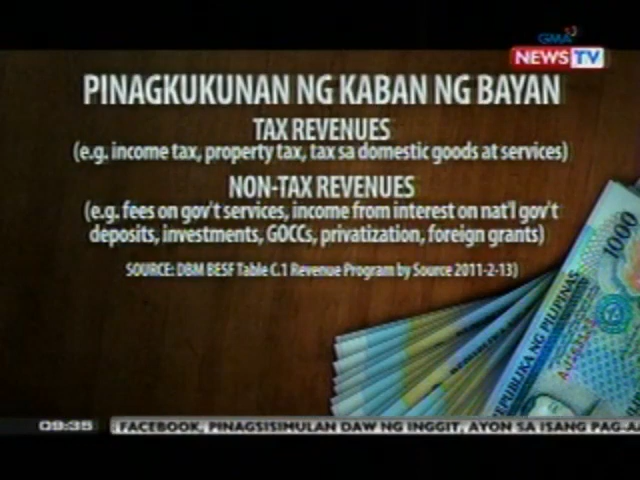 GMA
NEWS TV
PINAGKUKUNAN NG KABAN NG BAYAN
TAX REVENUES
(e.g. income tax, property tax, tax sa domestic goods at services)
NON-TAX REVENUES
(e.g. fees on gov't services, income from interest on nat'l gov't
deposits, investments, GOCCs, privatization, foreign grants)
SOURCE: DBM BESF Table C.1 Revenue Program by Source 2011-2-13)
1000
REPUBLIKA NG PILIPINAS
09:35
FACEBOOK, PINAGSISIMULAN DAW NG INGGIT, AYON SA ISANG PAG-A